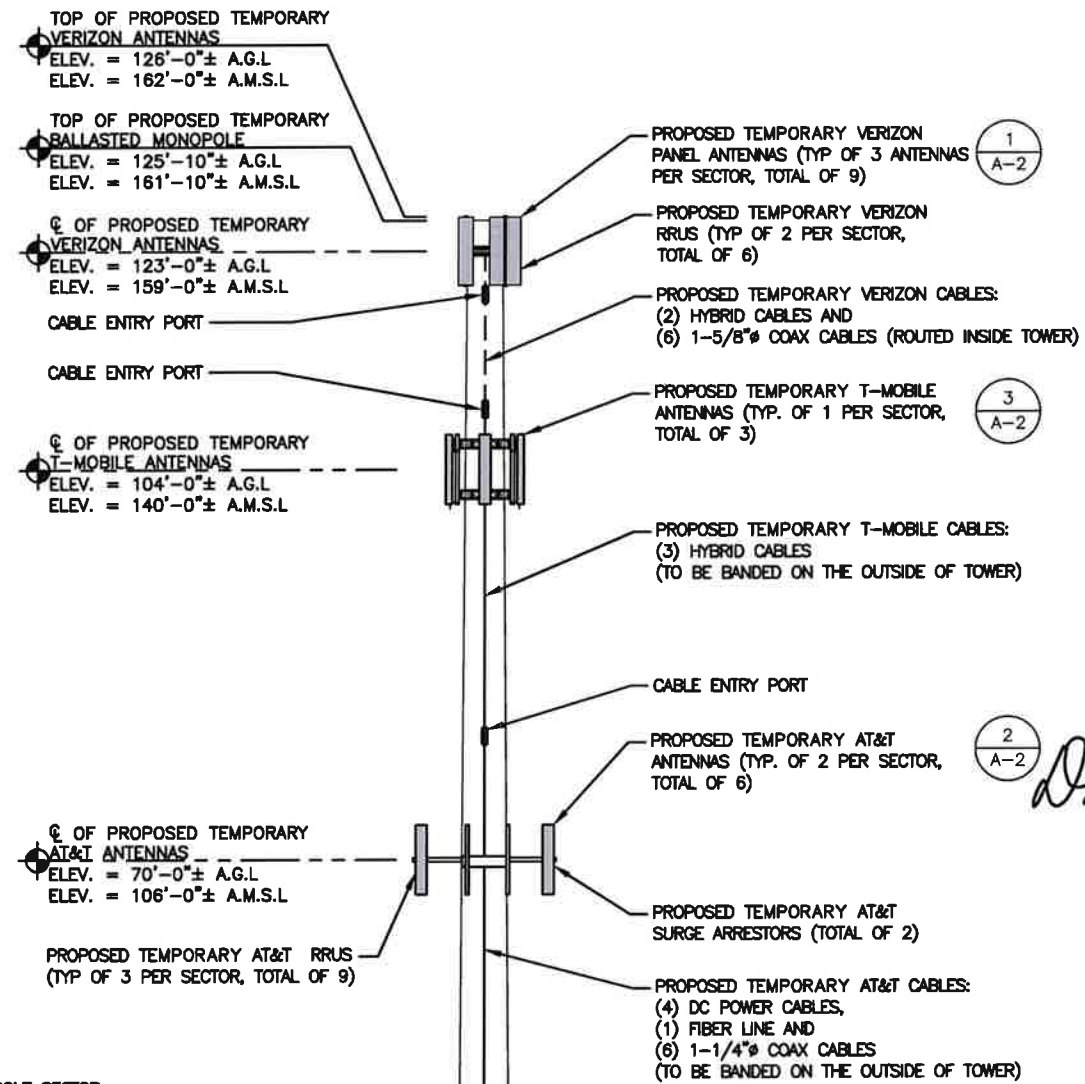 TOP OF PROPOSED TEMPORARY
VERIZON ANTENNAS
ELEV. = 126'-0"± A.G.L
ELEV. = 162'-0"± A.M.S.L
TOP OF PROPOSED TEMPORARY
BALLASTED MONOPOLE
ELEV. = 125'-10"± A.G.L
ELEV. = 161'-10"± A.M.S.L
℄ OF PROPOSED TEMPORARY
VERIZON ANTENNAS
ELEV. = 123'-0"± A.G.L
ELEV. = 159'-0"± A.M.S.L
CABLE ENTRY PORT
CABLE ENTRY PORT
℄ OF PROPOSED TEMPORARY
T-MOBILE ANTENNAS
ELEV. = 104'-0"± A.G.L
ELEV. = 140'-0"± A.M.S.L
℄ OF PROPOSED TEMPORARY
AT&T ANTENNAS
ELEV. = 70'-0"± A.G.L
ELEV. = 106'-0"± A.M.S.L
PROPOSED TEMPORARY AT&T RRUS
(TYP OF 3 PER SECTOR, TOTAL OF 9)
PROPOSED TEMPORARY VERIZON
PANEL ANTENNAS (TYP OF 3 ANTENNAS
PER SECTOR, TOTAL OF 9)
1
A-2
PROPOSED TEMPORARY VERIZON
RRUS (TYP OF 2 PER SECTOR,
TOTAL OF 6)
PROPOSED TEMPORARY VERIZON CABLES:
(2) HYBRID CABLES AND
(6) 1-5/8"ø COAX CABLES (ROUTED INSIDE TOWER)
PROPOSED TEMPORARY T-MOBILE
ANTENNAS (TYP. OF 1 PER SECTOR,
TOTAL OF 3)
3
A-2
PROPOSED TEMPORARY T-MOBILE CABLES:
(3) HYBRID CABLES
(TO BE BANDED ON THE OUTSIDE OF TOWER)
CABLE ENTRY PORT
PROPOSED TEMPORARY AT&T
ANTENNAS (TYP. OF 2 PER SECTOR,
TOTAL OF 6)
2
A-2
PROPOSED TEMPORARY AT&T
SURGE ARRESTORS (TOTAL OF 2)
PROPOSED TEMPORARY AT&T CABLES:
(4) DC POWER CABLES,
(1) FIBER LINE AND
(6) 1-1/4"ø COAX CABLES
(TO BE BANDED ON THE OUTSIDE OF TOWER)